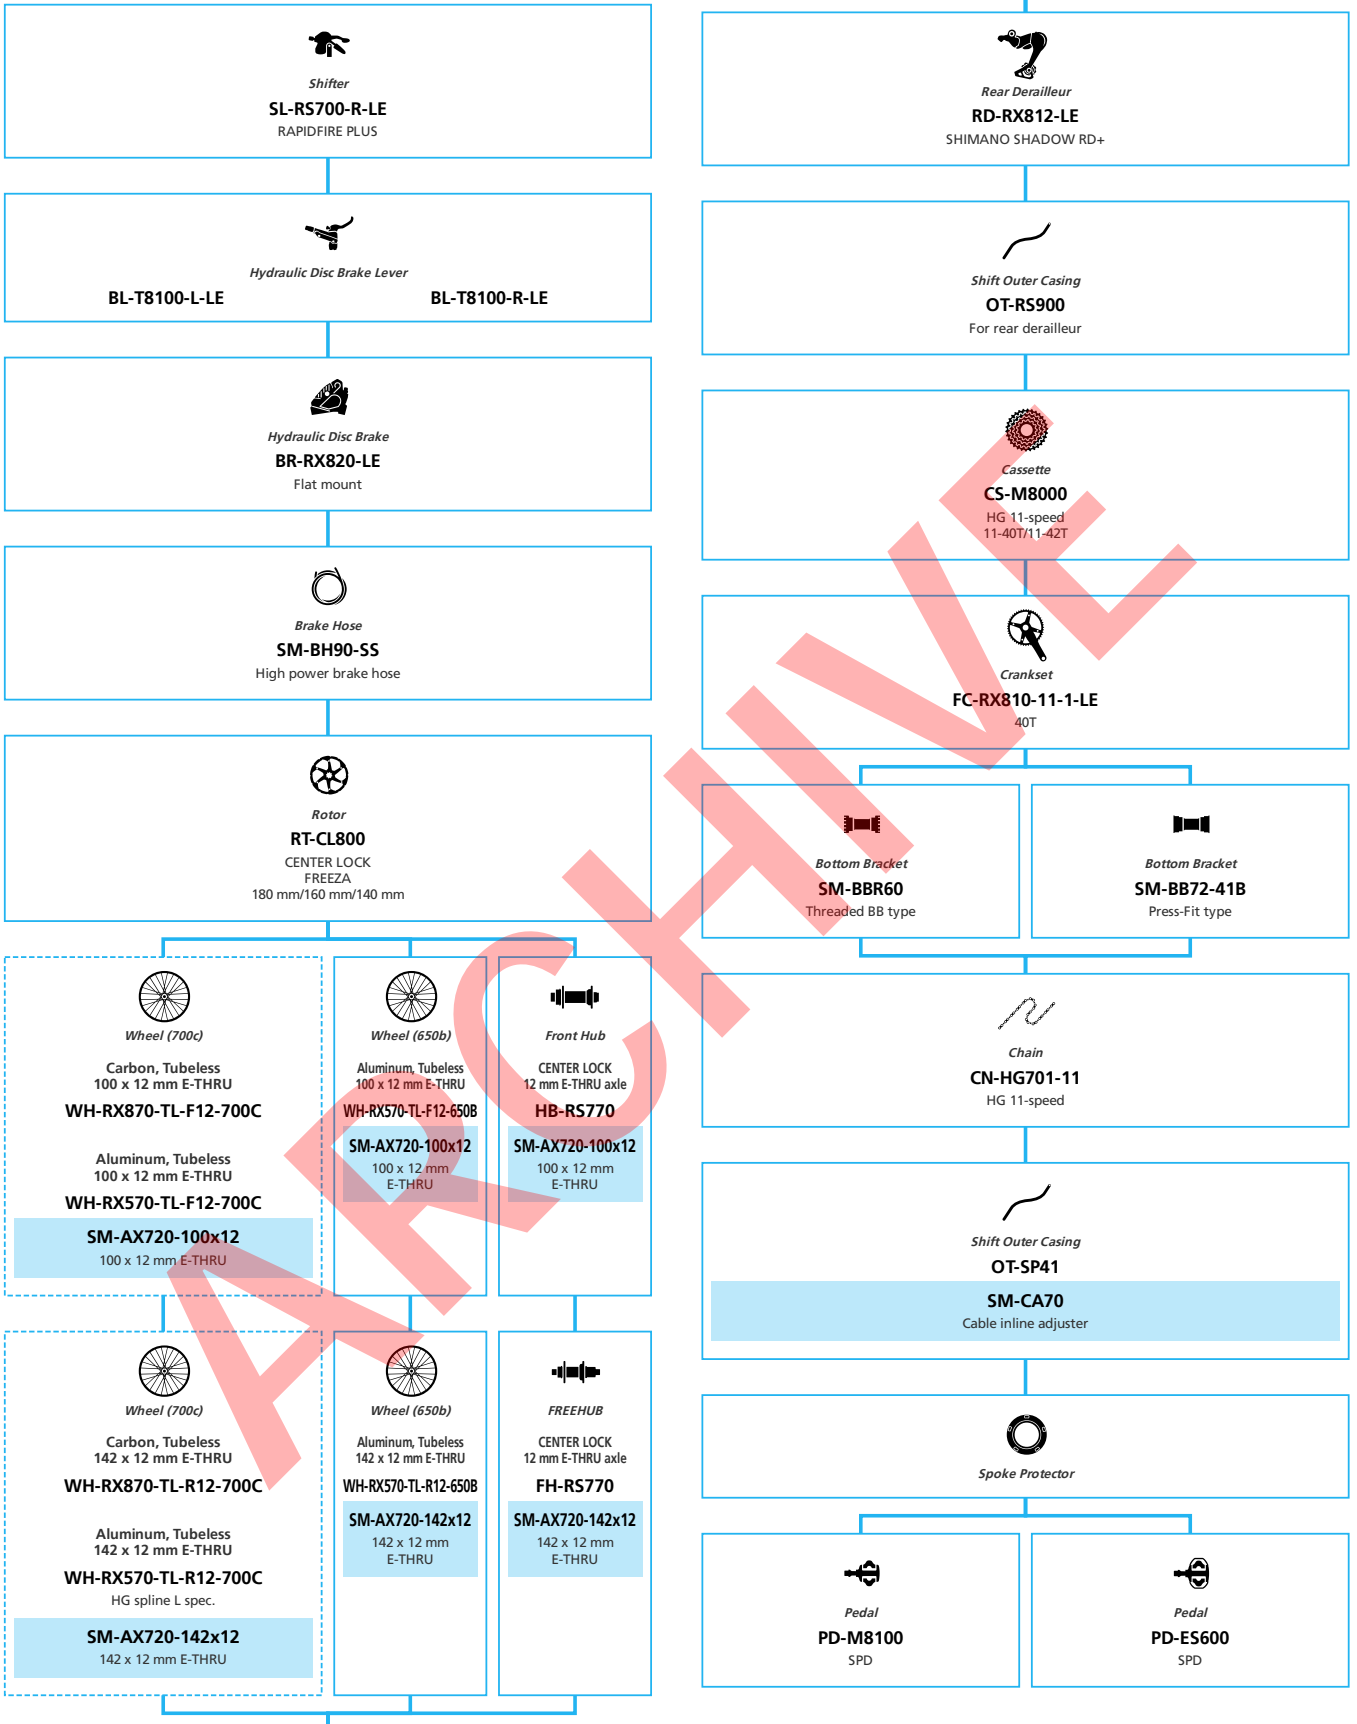 Shifter
SL-RS700-R-LE
RAPIDFIRE PLUS
Hydraulic Disc Brake Lever
BL-T8100-L-LE
BL-T8100-R-LE
Hydraulic Disc Brake
BR-RX820-LE
Flat mount
Brake Hose
SM-BH90-SS
High power brake hose
Rotor
RT-CL800
CENTER LOCK
FREEZA
180 mm/160 mm/140 mm
Wheel (700c)
Carbon, Tubeless
100 x 12 mm E-THRU
WH-RX870-TL-F12-700C
Aluminum, Tubeless
100 x 12 mm E-THRU
WH-RX570-TL-F12-700C
SM-AX720-100x12
100 x 12 mm E-THRU
Wheel (650b)
Aluminum, Tubeless
100 x 12 mm E-THRU
WH-RX570-TL-F12-650B
SM-AX720-100x12
100 x 12 mm
E-THRU
Front Hub
CENTER LOCK
12 mm E-THRU axle
HB-RS770
SM-AX720-100x12
100 x 12 mm
E-THRU
Wheel (700c)
Carbon, Tubeless
142 x 12 mm E-THRU
WH-RX870-TL-R12-700C
Aluminum, Tubeless
142 x 12 mm E-THRU
WH-RX570-TL-R12-700C
HG spline L spec.
SM-AX720-142x12
142 x 12 mm E-THRU
Wheel (650b)
Aluminum, Tubeless
142 x 12 mm E-THRU
WH-RX570-TL-R12-650B
SM-AX720-142x12
142 x 12 mm
E-THRU
FREEHUB
CENTER LOCK
12 mm E-THRU axle
FH-RS770
SM-AX720-142x12
142 x 12 mm
E-THRU
Rear Derailleur
RD-RX812-LE
SHIMANO SHADOW RD+
Shift Outer Casing
OT-RS900
For rear derailleur
Cassette
CS-M8000
HG 11-speed
11-40T/11-42T
Crankset
FC-RX810-11-1-LE
40T
Bottom Bracket
SM-BBR60
Threaded BB type
Bottom Bracket
SM-BB72-41B
Press-Fit type
Chain
CN-HG701-11
HG 11-speed
Shift Outer Casing
OT-SP41
SM-CA70
Cable inline adjuster
Spoke Protector
Pedal
PD-M8100
SPD
Pedal
PD-ES600
SPD
ARCHIVE